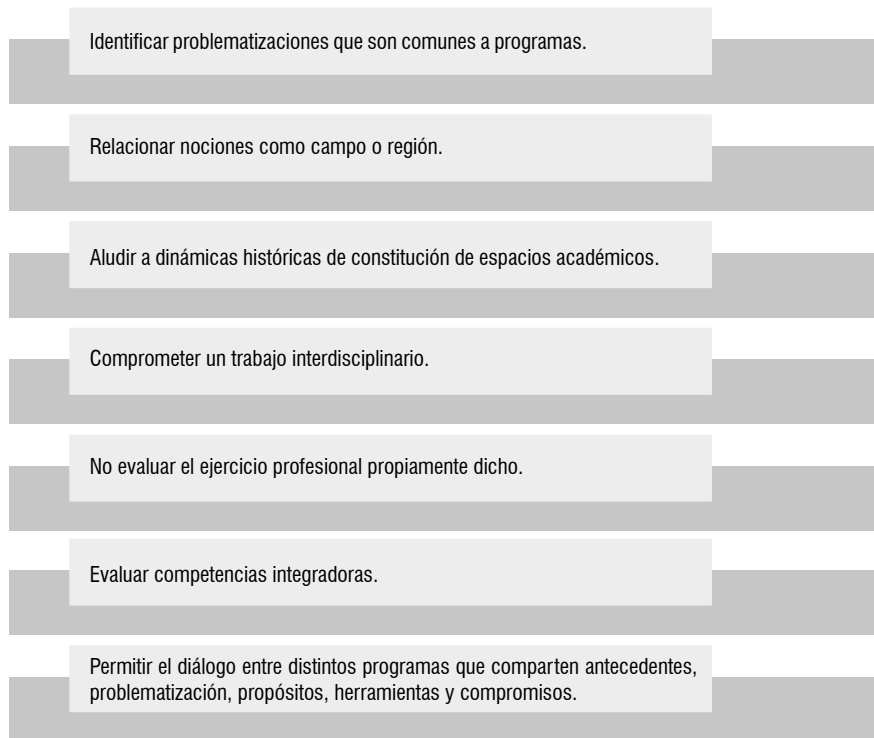 Identificar problematizaciones que son comunes a programas.
Relacionar nociones como campo o región.
Aludir a dinámicas históricas de constitución de espacios académicos.
Comprometer un trabajo interdisciplinario.
No evaluar el ejercicio profesional propiamente dicho.
Evaluar competencias integradoras.
Permitir el diálogo entre distintos programas que comparten antecedentes,
problematización, propósitos, herramientas y compromisos.